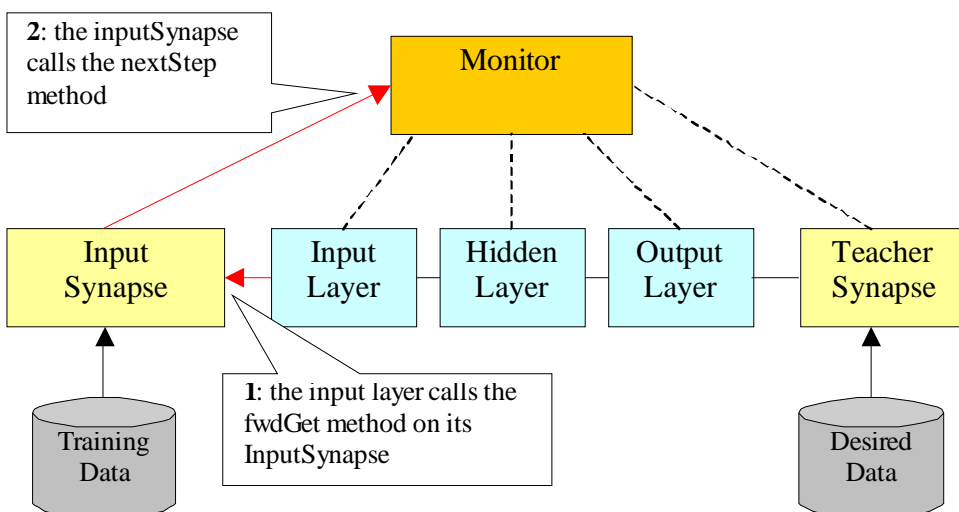 2: the inputSynapse
calls the nextStep
method
Monitor
Input
Synapse
Input
Layer
Hidden
Layer
Output
Layer
Teacher
Synapse
1: the input layer calls the
fwdGet method on its
InputSynapse
Training
Data
Desired
Data